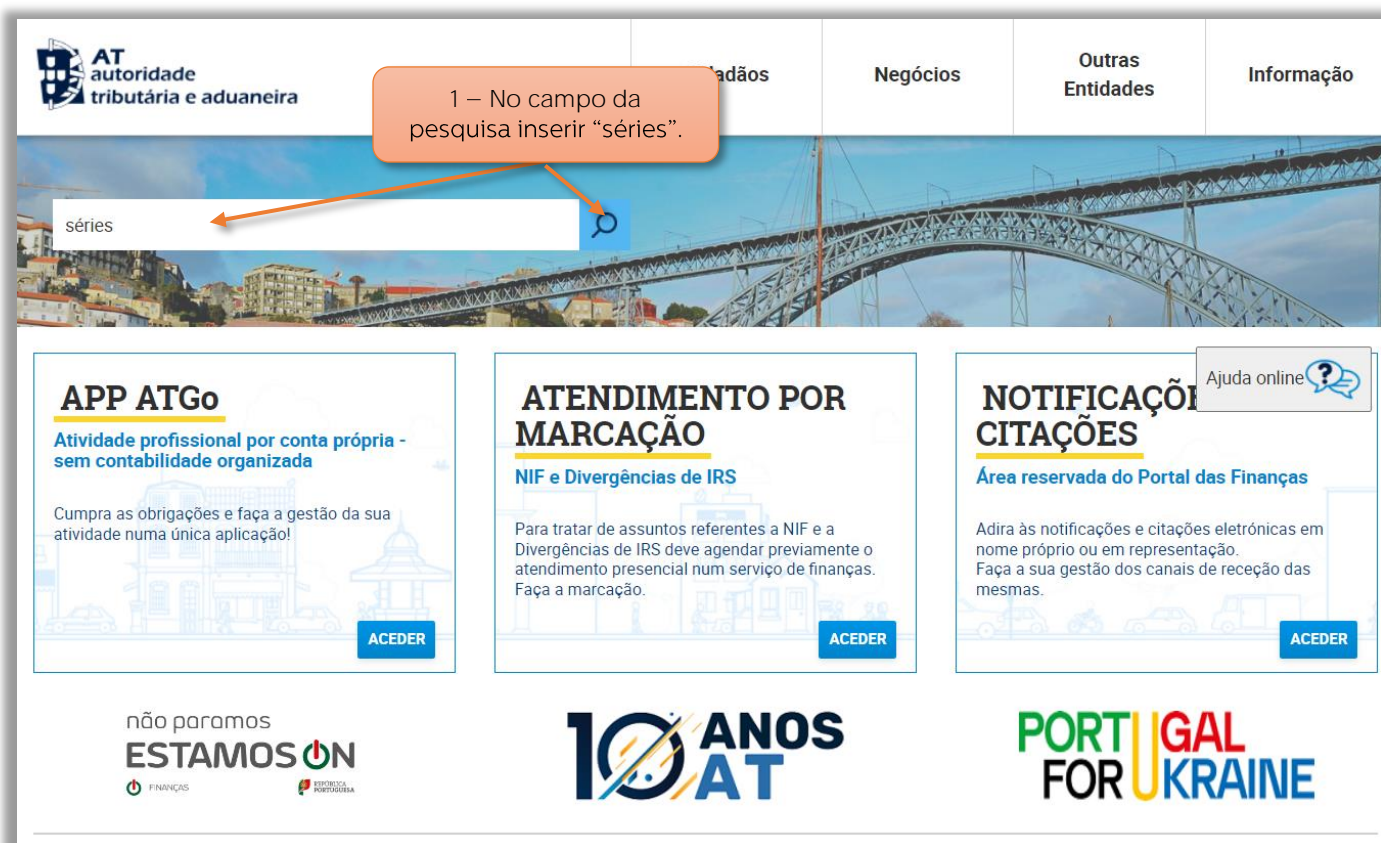 AT
autoridade
tributária e aduaneira
adãos
Negócios
Outras
Entidades
Informação
1 – No campo da
pesquisa inserir “séries”.
séries
Ajuda online
APP ATGo
Atividade profissional por conta própria -
sem contabilidade organizada
Cumpra as obrigações e faça a gestão da sua
atividade numa única aplicação!
ACEDER
ATENDIMENTO POR
MARCAÇÃO
NIF e Divergências de IRS
Para tratar de assuntos referentes a NIF e a
Divergências de IRS deve agendar previamente o
atendimento presencial num serviço de finanças.
Faça a marcação.
ACEDER
NOTIFICAÇÕE
CITAÇÕES
Área reservada do Portal das Finanças
Adira às notificações e citações eletrónicas em
nome próprio ou em representação.
Faça a sua gestão dos canais de receção das
mesmas.
ACEDER
não paramos
ESTAMOS ON
FINANÇAS
REPÚBLICA
PORTUGUESA
10 ANOS
AT
PORTUGAL
FOR UKRAINE